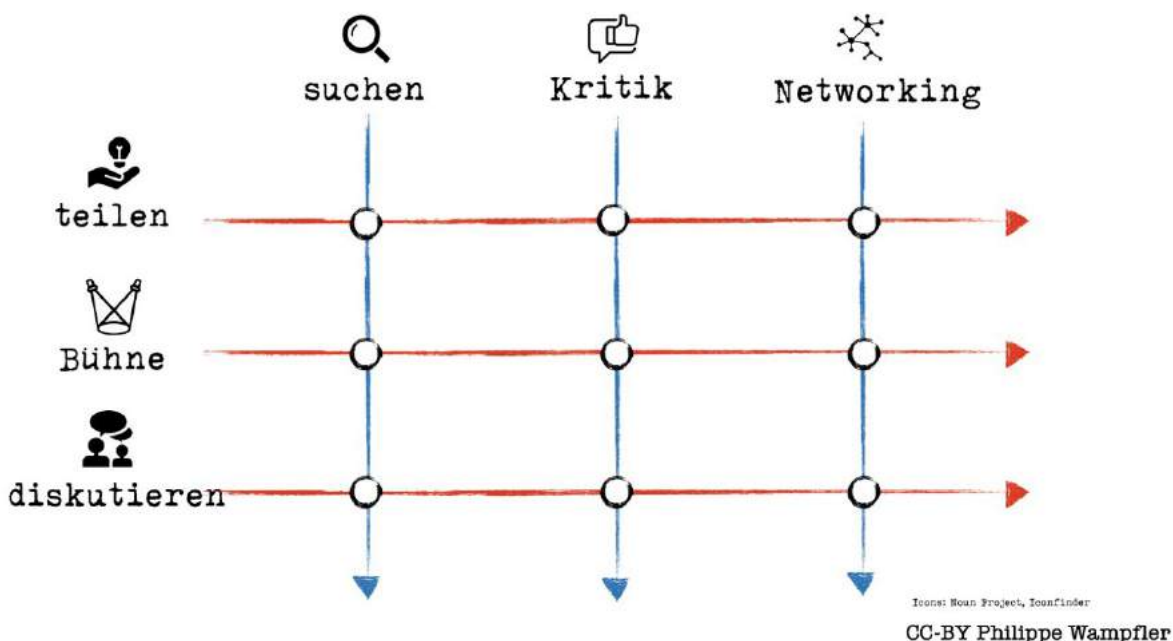 suchen
Kritik
Networking
teilen
Bühne
diskutieren
Icons: Noun Project, Iconfinder
CC-BY Philippe Wampfler